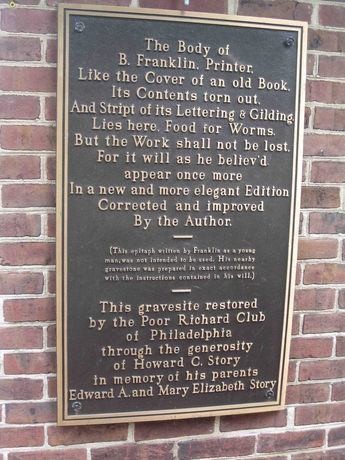 The Body of
B. Franklin, Printer,
Like the Cover of an old Book,
Its Contents torn out,
And Stript of its Lettering & Gilding,
Lies here, Food for Worms.
But the Work shall not be lost,
For it will as he believ'd
appear once more
In a new and more elegant Edition
Corrected and improved
By the Author.
(This epitaph written by Franklin as a young
man, was not intended to be used. His nearby
gravestone was prepared in exact accordance
with the instructions contained in his will.)
This gravesite restored
by the Poor Richard Club
of Philadelphia
through the generosity
of Howard C. Story
in memory of his parents
Edward A. and Mary Elizabeth Story